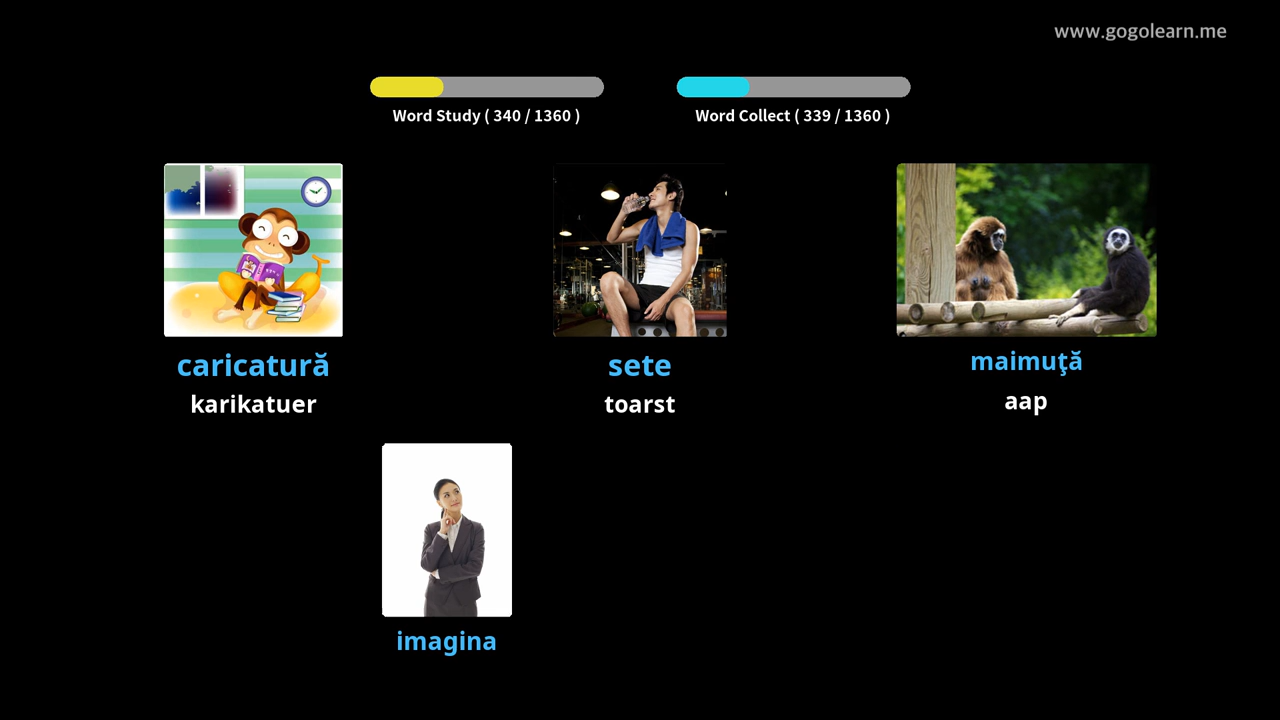 www.gogolearn.me
Word Study ( 340 / 1360 )
Word Collect ( 339 / 1360 )
caricatură
karikatuer
sete
toarst
maimuţă
aap
imagina